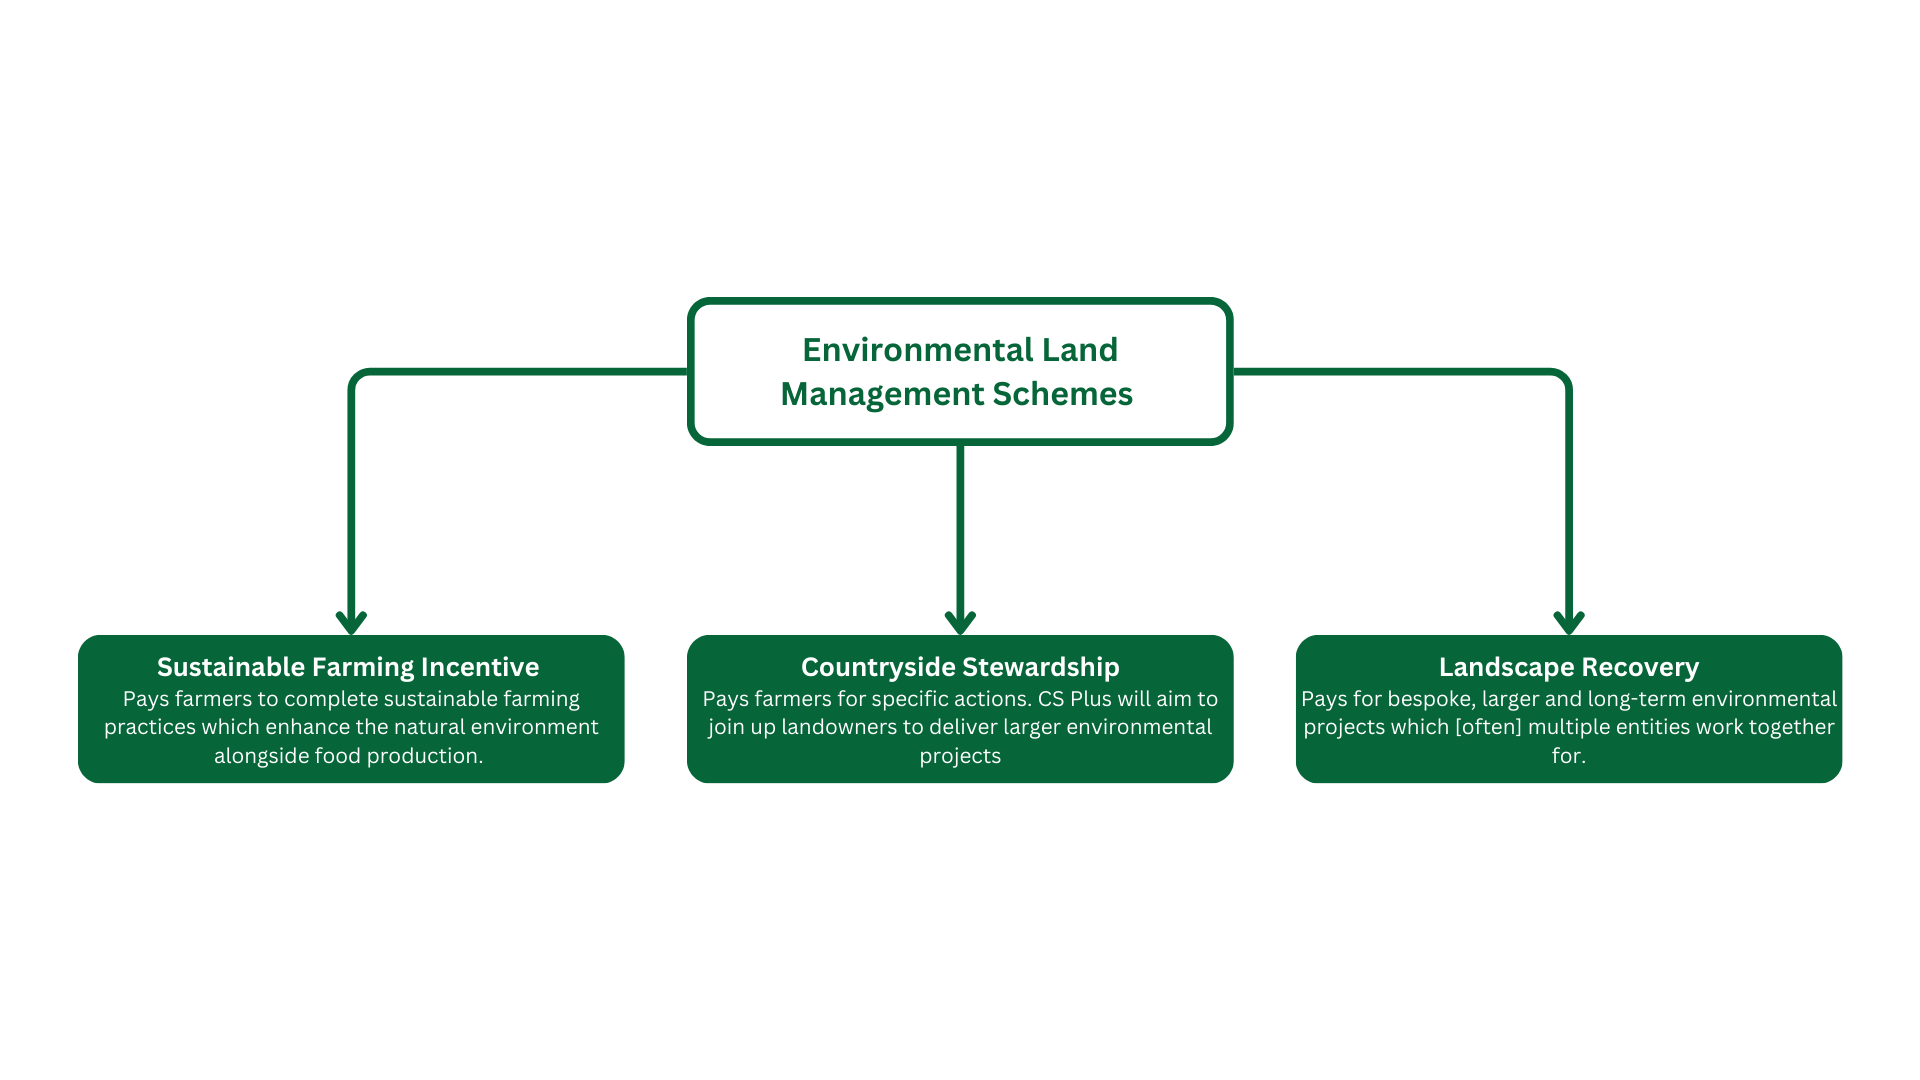 Environmental Land
Management Schemes
Sustainable Farming Incentive
Pays farmers to complete sustainable farming
practices which enhance the natural environment
alongside food production.
Countryside Stewardship
Pays farmers for specific actions. CS Plus will aim to
join up landowners to deliver larger environmental
projects
Landscape Recovery
Pays for bespoke, larger and long-term environmental
projects which [often] multiple entities work together
for.